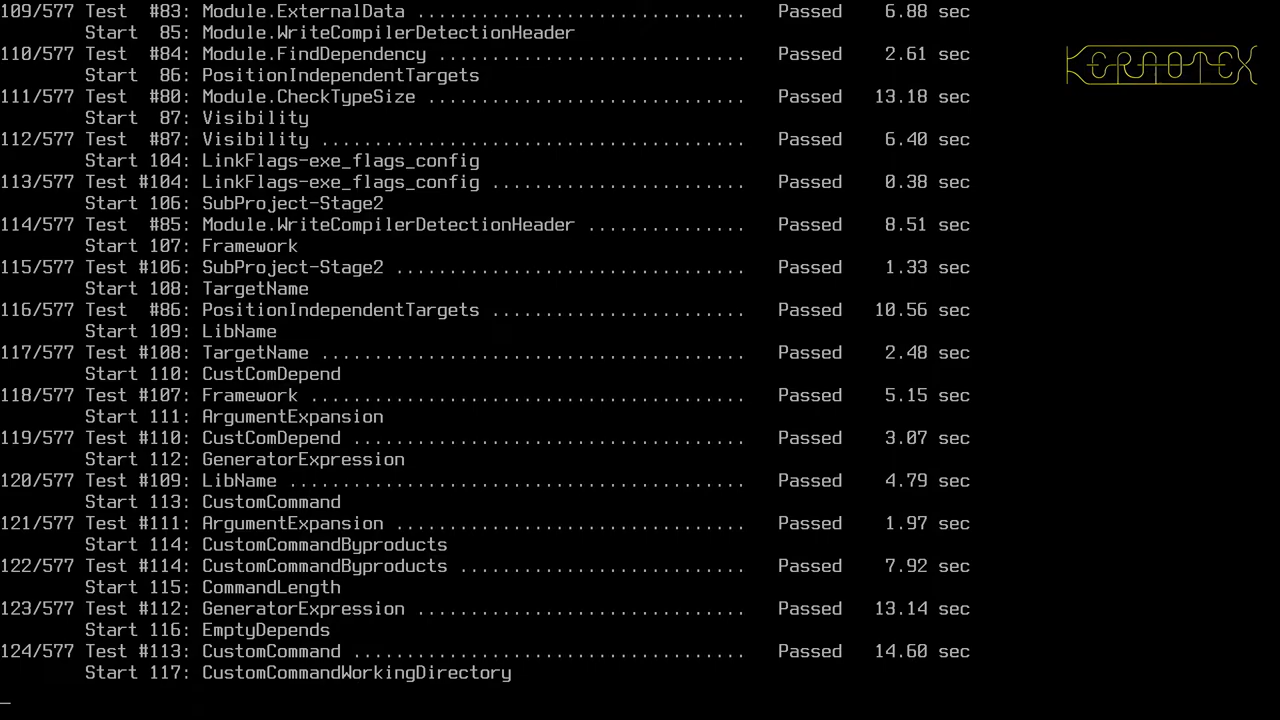 109/577 Test  #83: Module.ExternalData ...............................   Passed    6.88 sec
        Start  85: Module.WriteCompilerDetectionHeader
110/577 Test  #84: Module.FindDependency ..............................   Passed    2.61 sec
        Start  86: PositionIndependentTargets
111/577 Test  #80: Module.CheckTypeSize ..............................   Passed   13.18 sec
        Start  87: Visibility
112/577 Test  #87: Visibility ........................................   Passed    6.40 sec
        Start 104: LinkFlags-exe_flags_config
113/577 Test #104: LinkFlags-exe_flags_config ........................   Passed    0.38 sec
        Start 106: SubProject-Stage2
114/577 Test  #85: Module.WriteCompilerDetectionHeader ...............   Passed    8.51 sec
        Start 107: Framework
115/577 Test #106: SubProject-Stage2 .................................   Passed    1.33 sec
        Start 108: TargetName
116/577 Test  #86: PositionIndependentTargets ........................   Passed   10.56 sec
        Start 109: LibName
117/577 Test #108: TargetName ........................................   Passed    2.48 sec
        Start 110: CustComDepend
118/577 Test #107: Framework .........................................   Passed    5.15 sec
        Start 111: ArgumentExpansion
119/577 Test #110: CustComDepend .....................................   Passed    3.07 sec
        Start 112: GeneratorExpression
120/577 Test #109: LibName ...........................................   Passed    4.79 sec
        Start 113: CustomCommand
121/577 Test #111: ArgumentExpansion .................................   Passed    1.97 sec
        Start 114: CustomCommandByproducts
122/577 Test #114: CustomCommandByproducts ...........................   Passed    7.92 sec
        Start 115: CommandLength
123/577 Test #112: GeneratorExpression ...............................   Passed   13.14 sec
        Start 116: EmptyDepends
124/577 Test #113: CustomCommand .....................................   Passed   14.60 sec
        Start 117: CustomCommandWorkingDirectory
KERAOTEX